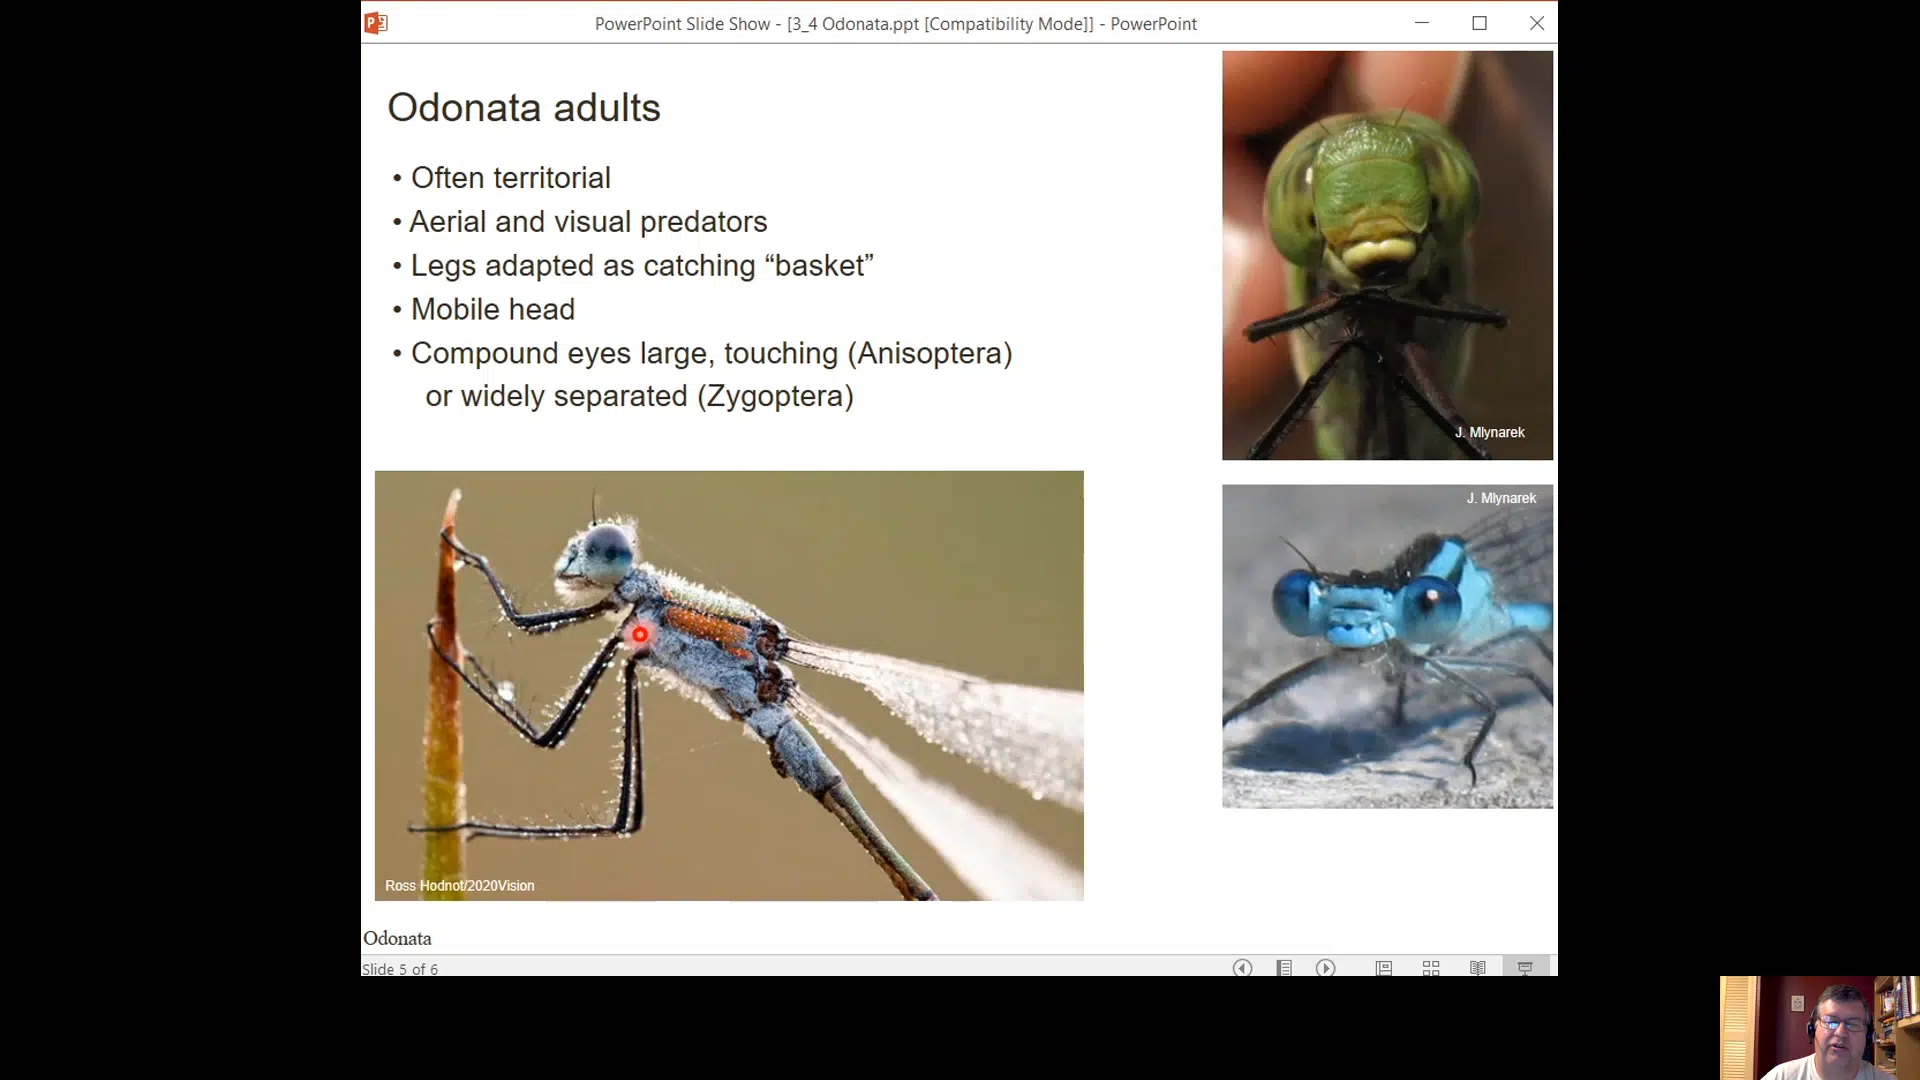 PowerPoint Slide Show - [3_4 Odonata.ppt [Compatibility Mode]] - PowerPoint
Odonata adults
• Often territorial
• Aerial and visual predators
• Legs adapted as catching “basket”
• Mobile head
• Compound eyes large, touching (Anisoptera)
or widely separated (Zygoptera)
J. Mlynarek
J. Mlynarek
Ross Hodnot/2020Vision
Odonata
Slide 5 of 6